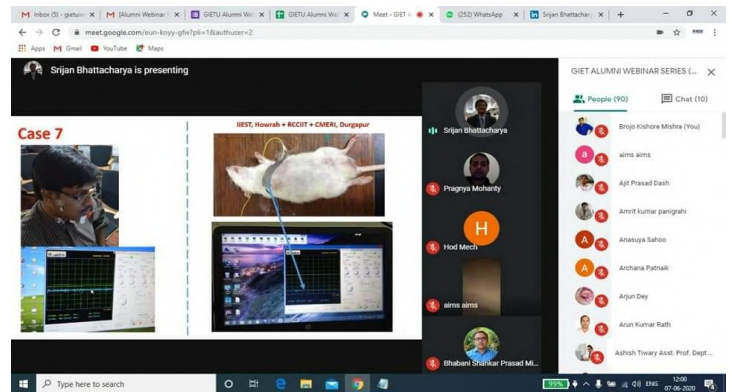 Inbox (5) - gietuin
[Alumni Webinar
GIETU Alumni We
GIETU Alumni We
Meet - GIET A
(252) WhatsApp
Srijan Bhattachar
meet.google.com/eun-koyy-gfw?pli=1&authuser=2
Apps
Gmail
YouTube
Maps
Srijan Bhattacharya is presenting
GIET ALUMNI WEBINAR SERIES (...
People (90)
Chat (10)
Case 7
IIEST, Howrah + RCCIIT + CMERI, Durgapur
Srijan Bhattacharya
Pragnya Mohanty
H
Hod Mech
aims aims
Bhabani Shankar Prasad Mi...
Brojo Kishore Mishra (You)
a
aims aims
Ajit Prasad Dash
Amrit kumar panigrahi
A
Anasuya Sahoo
A
Archana Patnaik
Arjun Dey
Arun Kumar Rath
Ashish Tiwary Asst. Prof. Dept...
Type here to search
99%
ENG
12:00
07-06-2020